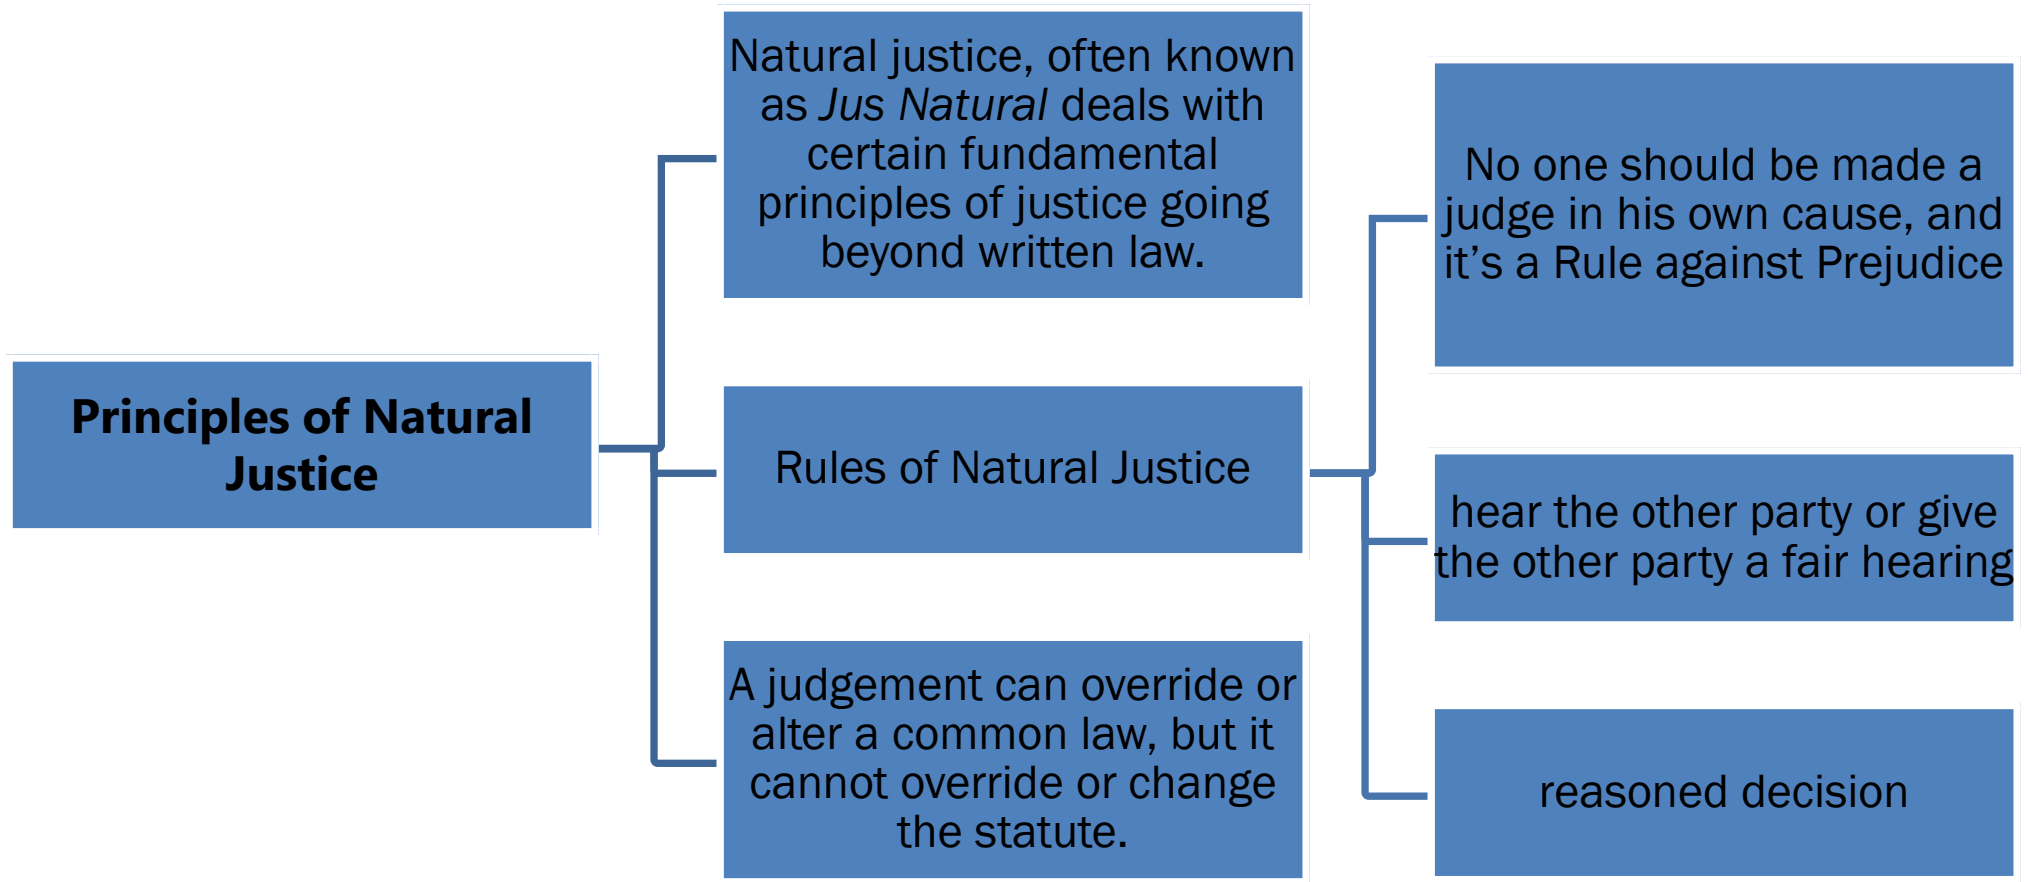 Principles of Natural
Justice
Natural justice, often known
as Jus Natural deals with
certain fundamental
principles of justice going
beyond written law.
Rules of Natural Justice
A judgement can override or
alter a common law, but it
cannot override or change
the statute.
No one should be made a
judge in his own cause, and
it’s a Rule against Prejudice
hear the other party or give
the other party a fair hearing
reasoned decision